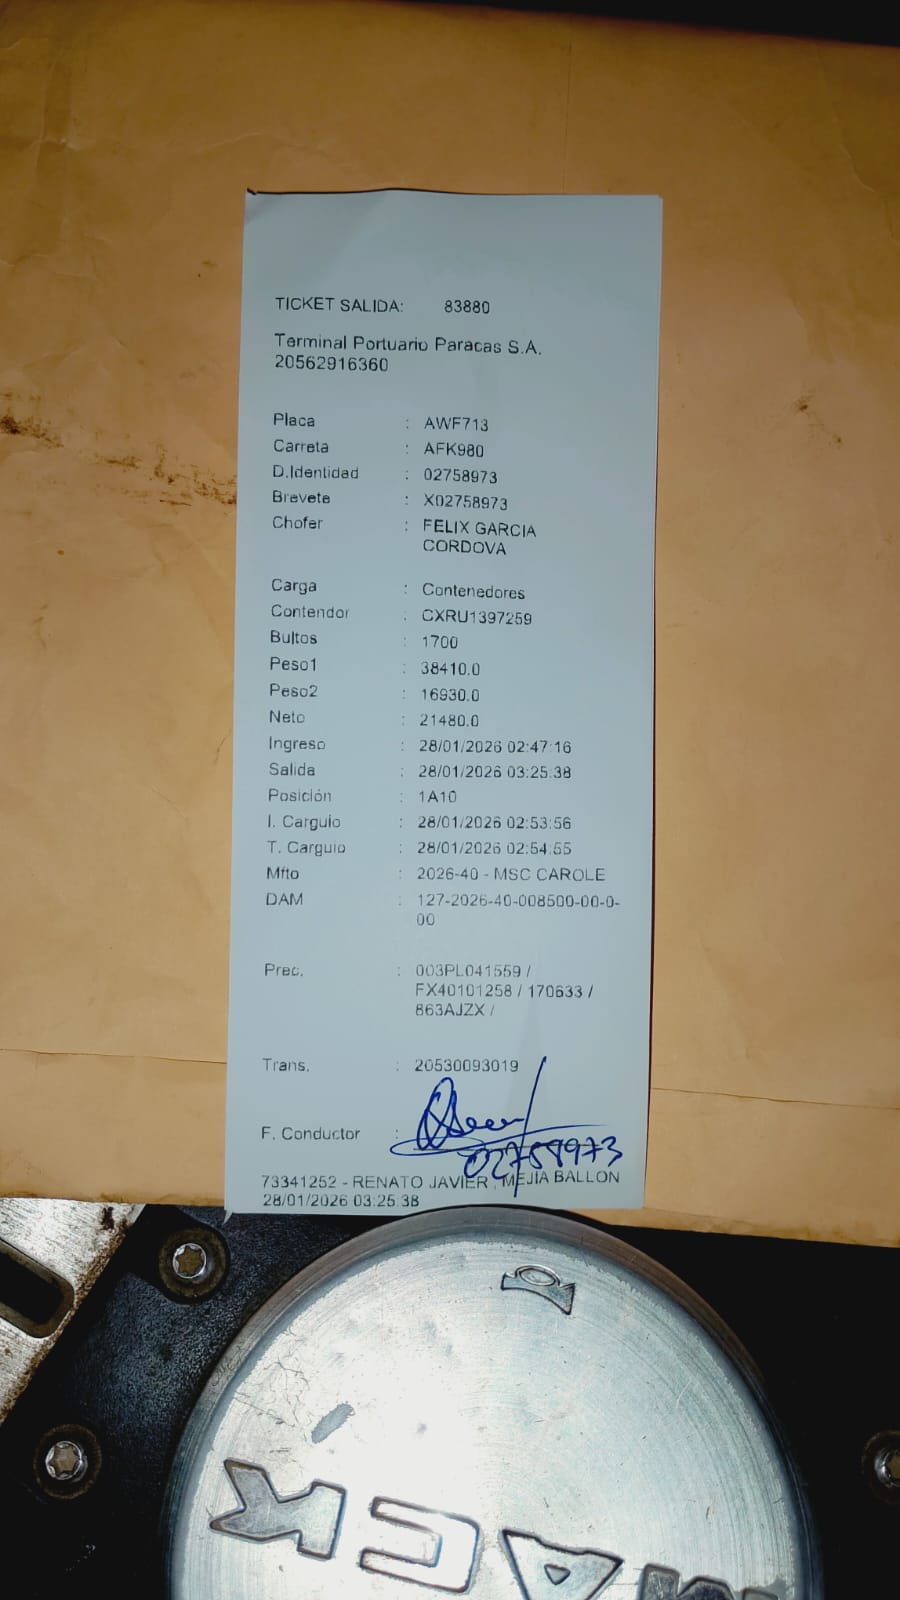 TICKET SALIDA: 83880
Terminal Portuario Paracas S.A.
20562916360
Placa : AWF713
Carreta : AFK980
D.Identidad : 02758973
Brevete : X02758973
Chofer : FELIX GARCIA
CORDOVA
Carga : Contenedores
Contendor : CXRU1397259
Bultos : 1700
Peso1 : 38410.0
Peso2 : 16930.0
Neto : 21480.0
Ingreso : 28/01/2026 02:47:16
Salida : 28/01/2026 03:25:38
Posición : 1A10
I. Carguio : 28/01/2026 02:53:56
T. Carguio : 28/01/2026 02:54:55
Mfto : 2026-40 - MSC CAROLE
DAM : 127-2026-40-008500-00-0-
00
Prec. : 003PL041559 /
FX40101258 / 170633 /
863AJZX /
Trans. : 20530093019
F. Conductor :
02758973
73341252 - RENATO JAVIER , MEJIA BALLON
28/01/2026 03:25:38
MACK